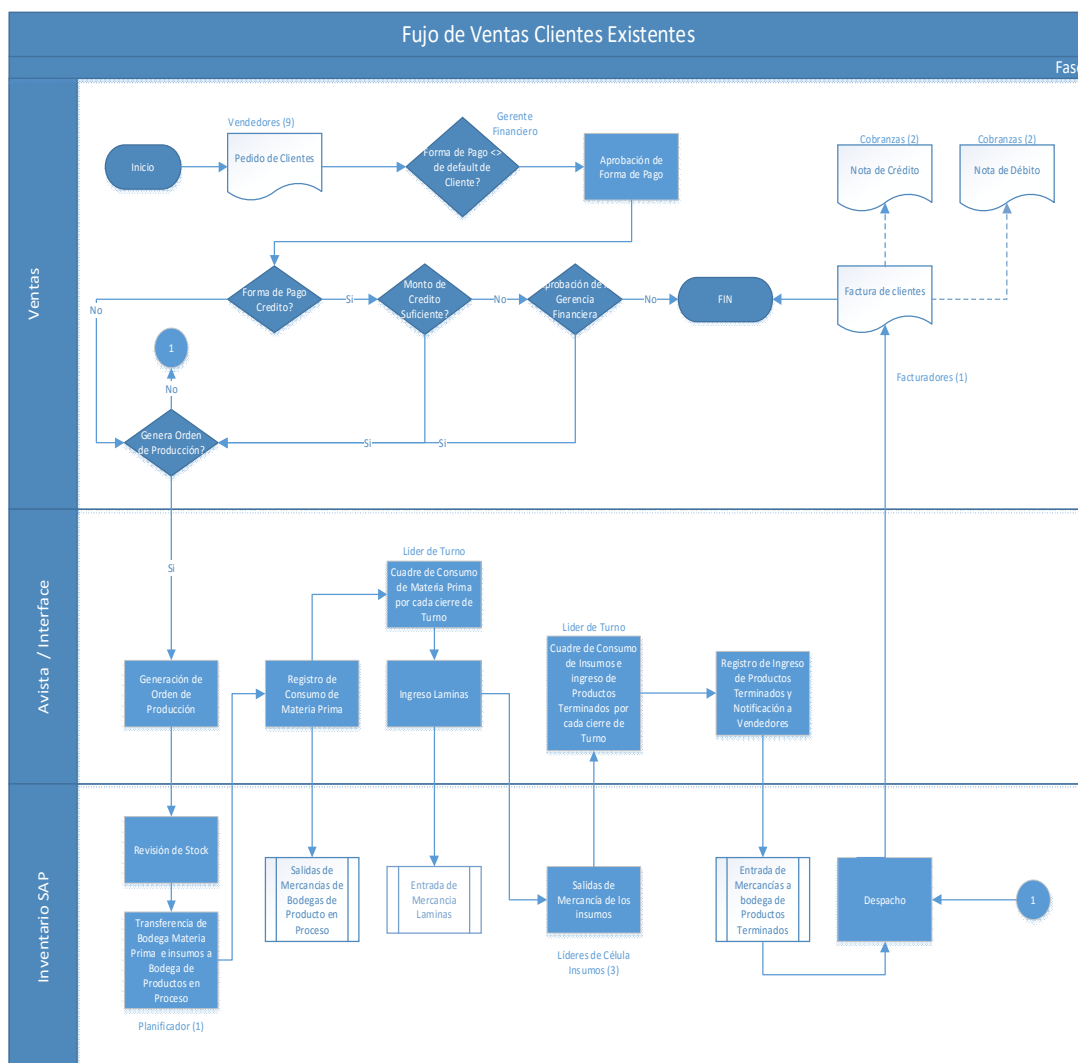 Fujo de Ventas Clientes Existentes
Fase
Ventas
Vendedores (9)
Gerente
Financiero
Cobranzas (2)
Cobranzas (2)
Inicio
Pedido de Clientes
Forma de Pago <>
de default de
Cliente?
Aprobación de
Forma de Pago
Nota de Crédito
Nota de Débito
Forma de Pago
Credito?
Si
Monto de
Credito
Suficiente?
No
Gerencia
Financiera
No
FIN
Factura de clientes
No
1
No
Facturadores (1)
Genera Orden
de Producción?
Si
Si
Avista / Interface
Si
Lider de Turno
Cuadre de Consumo
de Materia Prima
por cada cierre de
Turno
Lider de Turno
Generación de
Orden de
Producción
Registro de
Consumo de
Materia Prima
Ingreso Laminas
Cuadre de Consumo
de Insumos e
ingreso de
Productos
Terminados por
cada cierre de
Turno
Registro de Ingreso
de Productos
Terminados y
Notificación a
Vendedores
Inventario SAP
Revisión de Stock
Salidas de
Mercancias de
Bodegas de
Producto en
Proceso
Entrada de
Mercancia
Laminas
Salidas de
Mercancía de los
insumos
Entrada de
Mercancías a
bodega de
Productos
Terminados
Despacho
1
Transferencia de
Bodega Materia
Prima e insumos a
Bodega de
Productos en
Proceso
Líderes de Célula
Insumos (3)
Planificador (1)